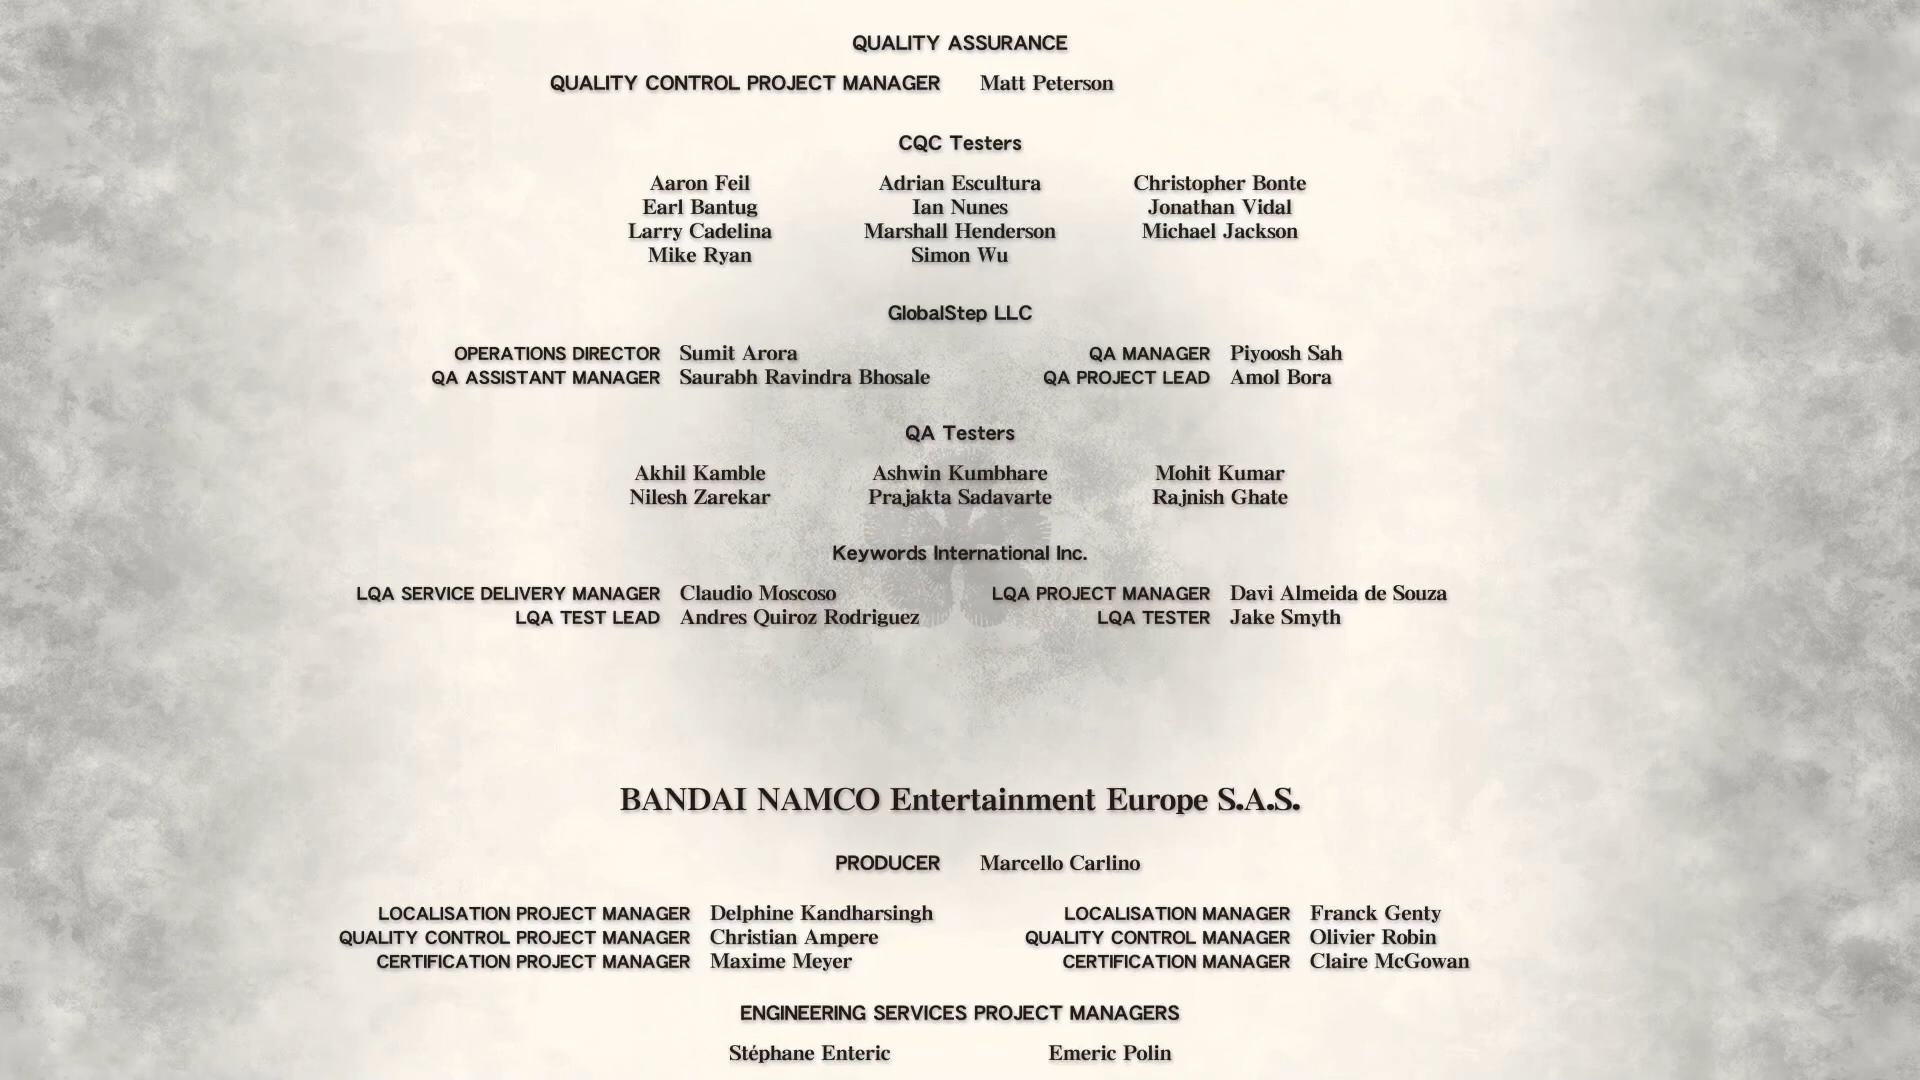 QUALITY ASSURANCE
QUALITY CONTROL PROJECT MANAGER Matt Peterson
CQC Testers
Aaron Feil Adrian Escultura Christopher Bonte
Earl Bantug Ian Nunes Jonathan Vidal
Larry Cadelina Marshall Henderson Michael Jackson
Mike Ryan Simon Wu
GlobalStep LLC
OPERATIONS DIRECTOR Sumit Arora QA MANAGER Piyoosh Sah
QA ASSISTANT MANAGER Saurabh Ravindra Bhosale QA PROJECT LEAD Amol Bora
QA Testers
Akhil Kamble Ashwin Kumbhare Mohit Kumar
Nilesh Zarekar Prajakta Sadavarte Rajnish Ghate
Keywords International Inc.
LQA SERVICE DELIVERY MANAGER Claudio Moscoso LQA PROJECT MANAGER Davi Almeida de Souza
LQA TEST LEAD Andres Quiroz Rodriguez LQA TESTER Jake Smyth
BANDAI NAMCO Entertainment Europe S.A.S.
PRODUCER Marcello Carlino
LOCALISATION PROJECT MANAGER Delphine Kandharsingh LOCALISATION MANAGER Franck Genty
QUALITY CONTROL PROJECT MANAGER Christian Ampere QUALITY CONTROL MANAGER Olivier Robin
CERTIFICATION PROJECT MANAGER Maxime Meyer CERTIFICATION MANAGER Claire McGowan
ENGINEERING SERVICES PROJECT MANAGERS
Stéphane Enteric Emeric Polin